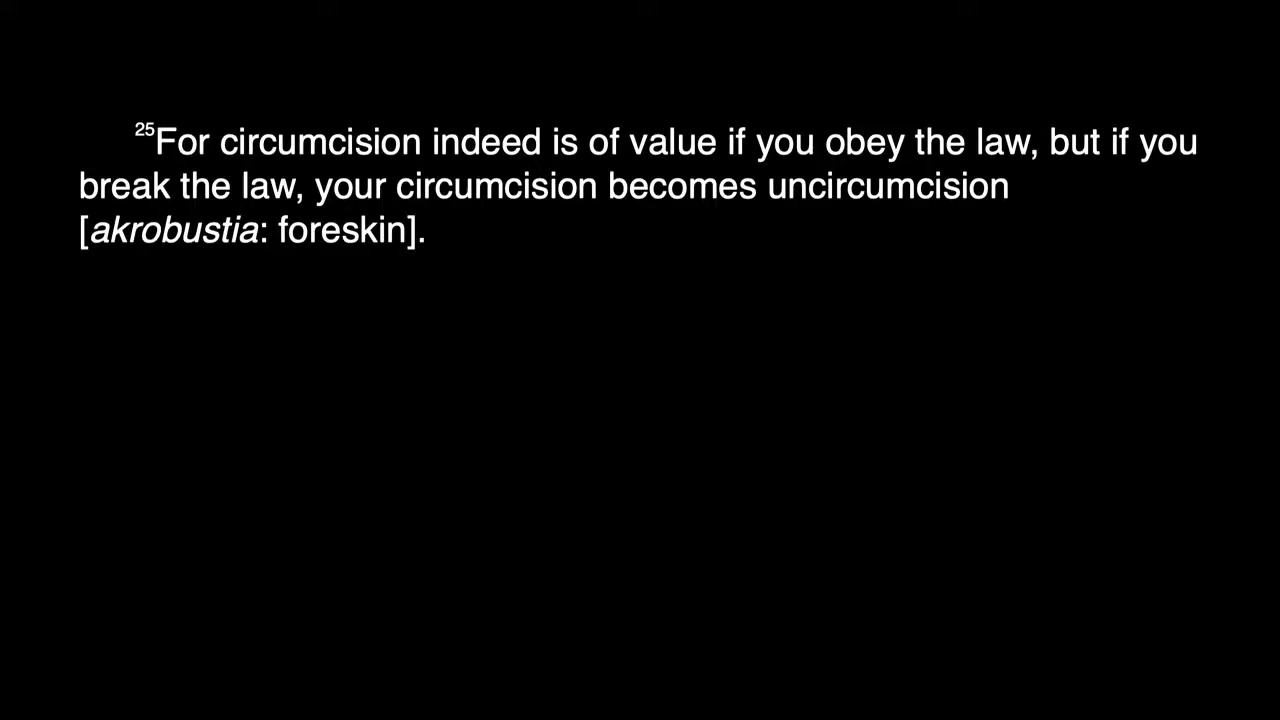 25For circumcision indeed is of value if you obey the law, but if you
break the law, your circumcision becomes uncircumcision
[akrobustia: foreskin].